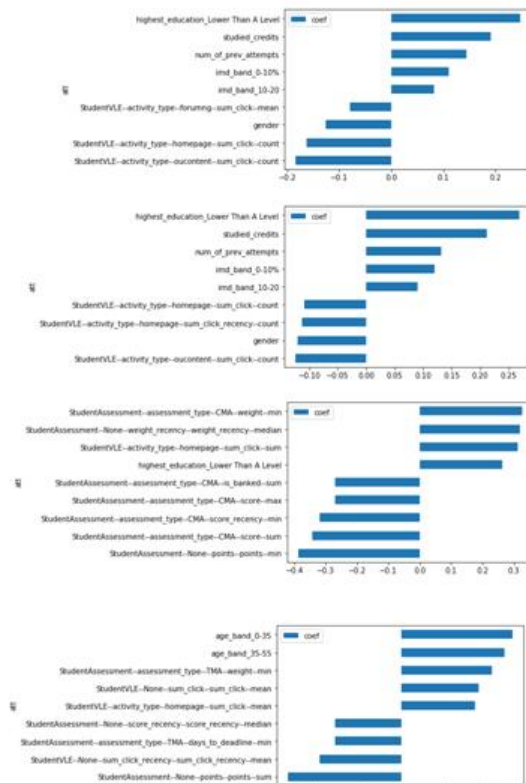 highest_education_Lower Than A Level
coef
studied_credits
num_of_prev_attempts
imd_band_0-10%
imd_band_10-20
att
StudentVLE--activity_type--forumng--sum_click--mean
gender
StudentVLE--activity_type--homepage--sum_click--count
StudentVLE--activity_type--oucontent--sum_click--count
-0.2 -0.1 0.0 0.1 0.2
highest_education_Lower Than A Level
coef
studied_credits
num_of_prev_attempts
imd_band_0-10%
imd_band_10-20
att
StudentVLE--activity_type--homepage--sum_click--count
StudentVLE--activity_type--homepage--sum_click_recency--count
gender
StudentVLE--activity_type--oucontent--sum_click--count
-0.10 -0.05 0.00 0.05 0.10 0.15 0.20 0.25
StudentAssessment--assessment_type--CMA--weight--min
coef
StudentAssessment--None--weight_recency--weight_recency--median
StudentVLE--activity_type--homepage--sum_click--sum
highest_education_Lower Than A Level
att
StudentAssessment--assessment_type--CMA--is_banked--sum
StudentAssessment--assessment_type--CMA--score--max
StudentAssessment--assessment_type--CMA--score_recency--min
StudentAssessment--assessment_type--CMA--score--sum
StudentAssessment--None--points--points--min
-0.4 -0.3 -0.2 -0.1 0.0 0.1 0.2 0.3
age_band_0-35
coef
age_band_35-55
StudentAssessment--assessment_type--TMA--weight--min
StudentVLE--None--sum_click--sum_click--mean
StudentVLE--activity_type--homepage--sum_click--mean
att
StudentAssessment--None--score_recency--score_recency--median
StudentAssessment--assessment_type--TMA--days_to_deadline--min
StudentVLE--None--sum_click_recency--sum_click_recency--mean
StudentAssessment--None--points--points--sum